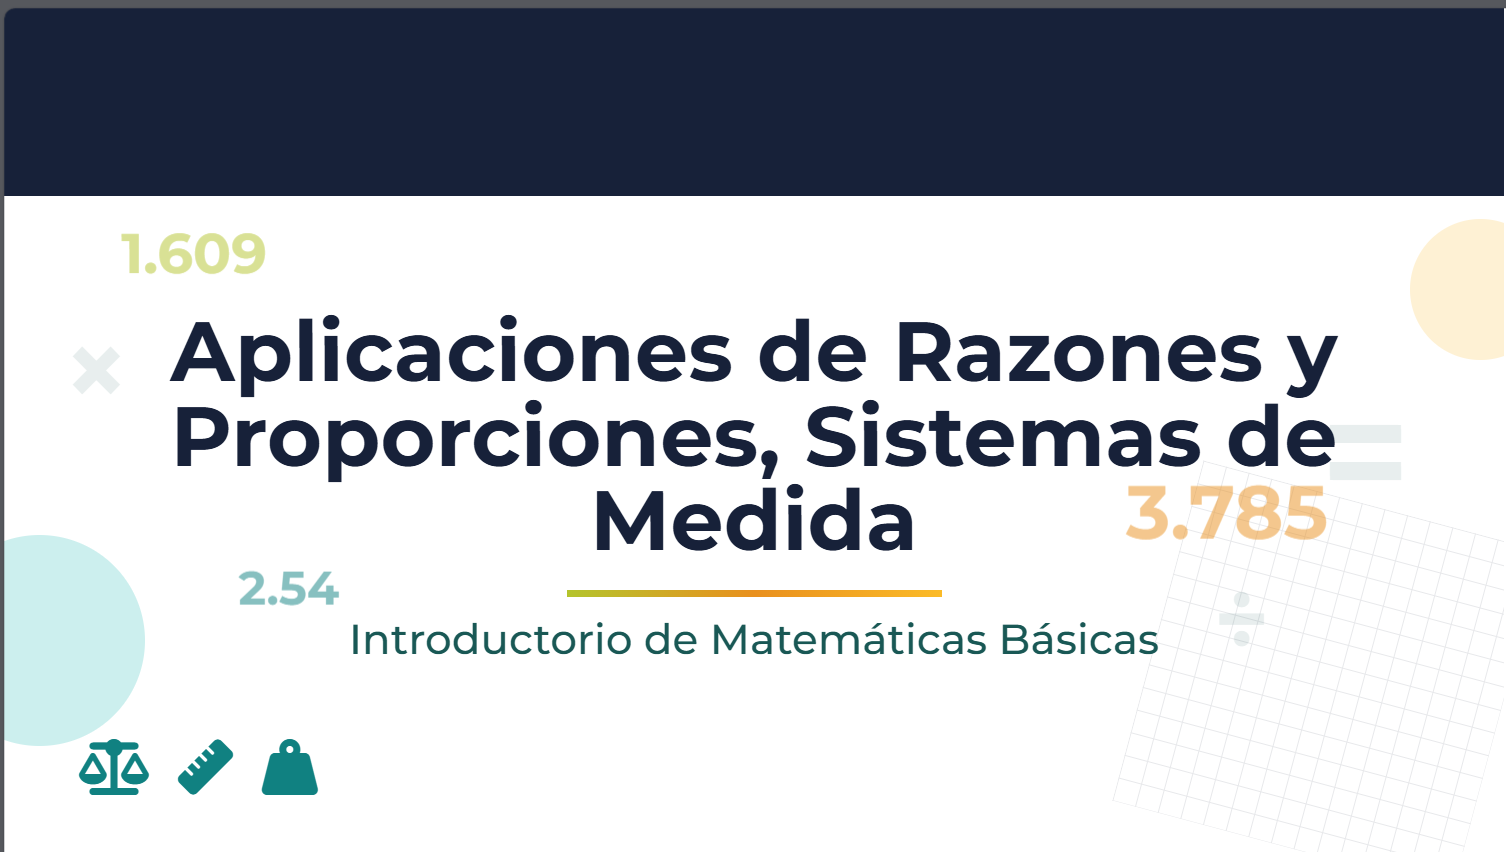 1.609
Aplicaciones de Razones y
Proporciones, Sistemas de
Medida
3.785
2.54
Introductorio de Matemáticas Básicas